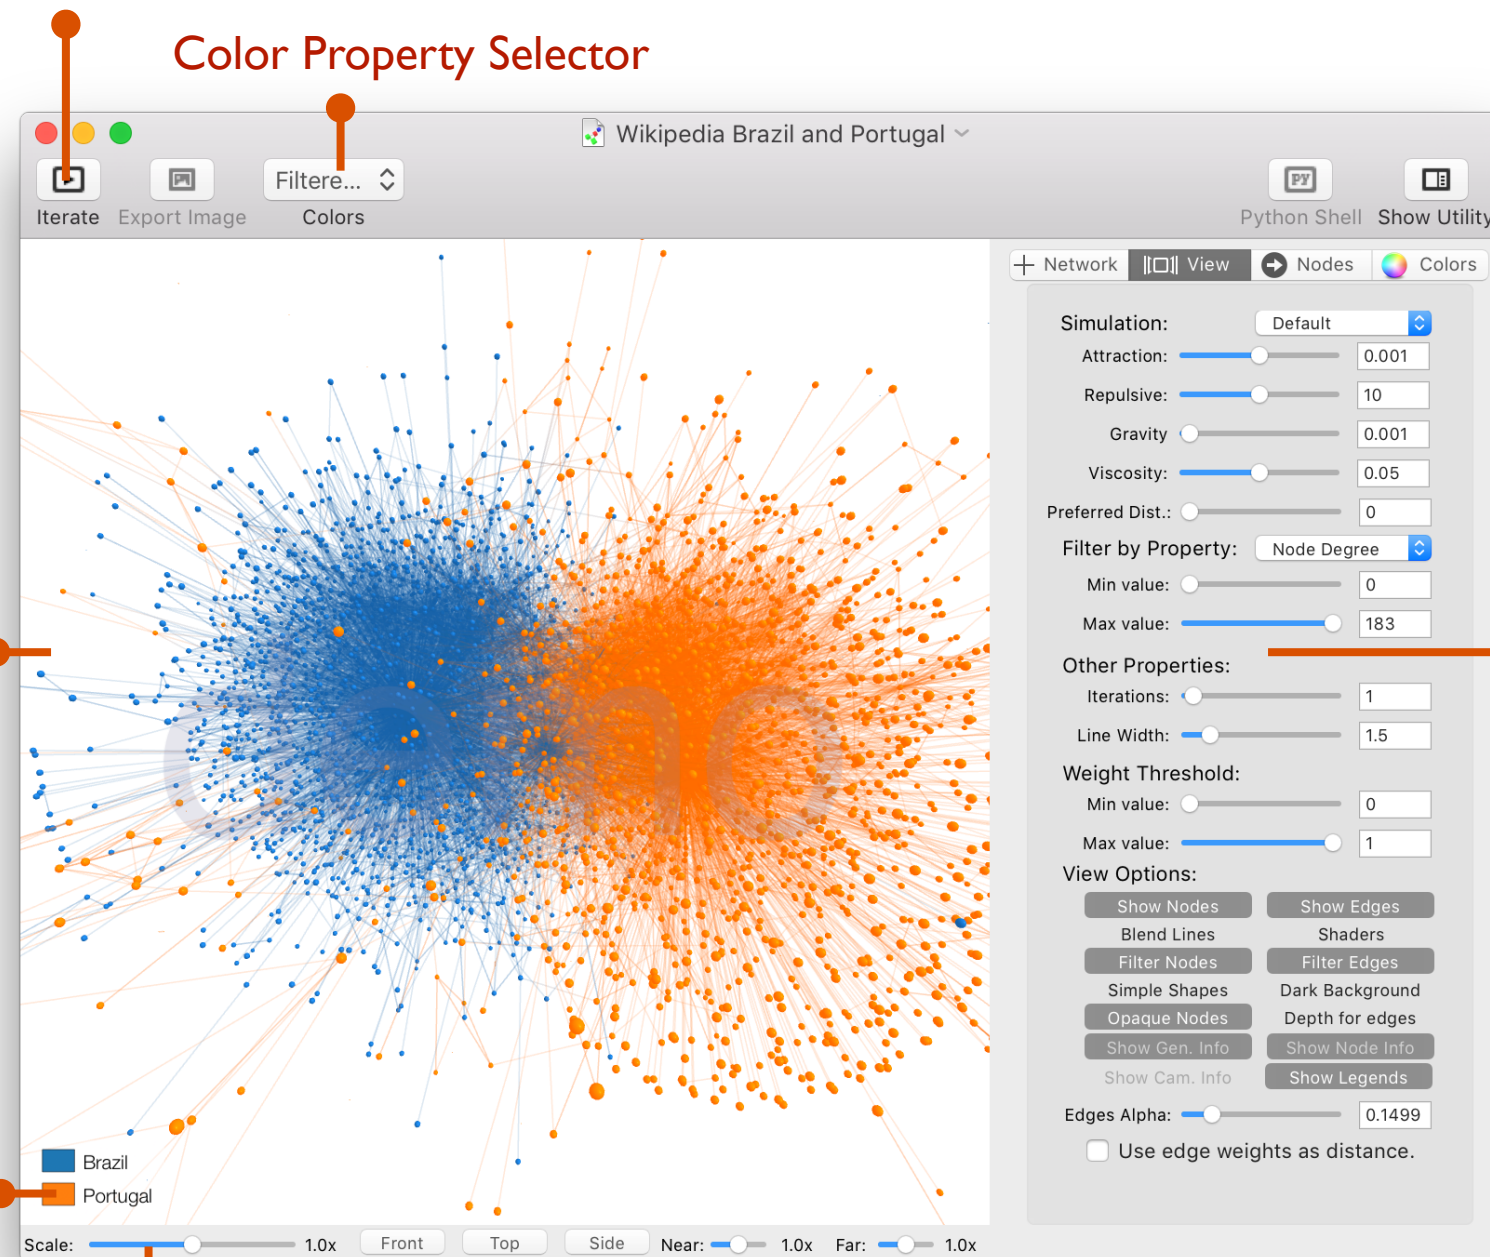 Color Property Selector
Wikipedia Brazil and Portugal
Filtere...
Iterate
Export Image
Colors
PY
Python Shell
Show Utility
Network
View
Nodes
Colors
Simulation: Default
Attraction: 0.001
Repulsive: 10
Gravity 0.001
Viscosity: 0.05
Preferred Dist.: 0
Filter by Property: Node Degree
Min value: 0
Max value: 183
Other Properties:
Iterations: 1
Line Width: 1.5
Weight Threshold:
Min value: 0
Max value: 1
View Options:
Show Nodes Show Edges
Blend Lines Shaders
Filter Nodes Filter Edges
Simple Shapes Dark Background
Opaque Nodes Depth for edges
Show Gen. Info Show Node Info
Show Cam. Info Show Legends
Edges Alpha: 0.1499
Use edge weights as distance.
Brazil
Portugal
Scale: 1.0x Front Top Side Near: 1.0x Far: 1.0x